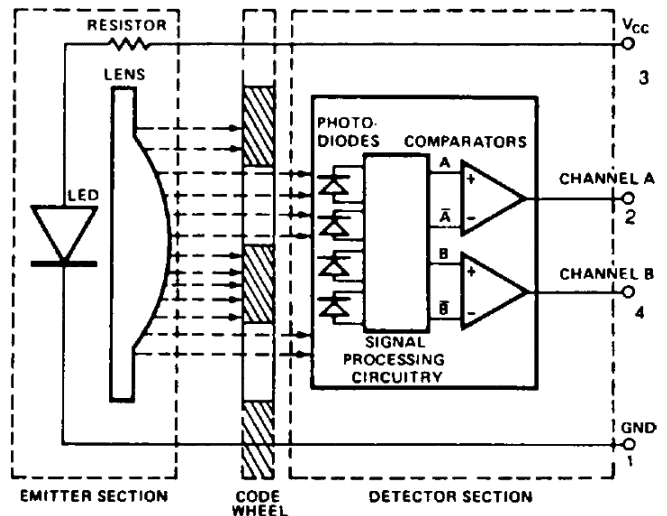 RESISTOR
VCC
3
LENS
LED
PHOTO-
DIODES
COMPARATORS
A
+
CHANNEL A
2
A̅
−
B
+
CHANNEL B
4
B̅
−
SIGNAL
PROCESSING
CIRCUITRY
GND
1
EMITTER SECTION
CODE
WHEEL
DETECTOR SECTION